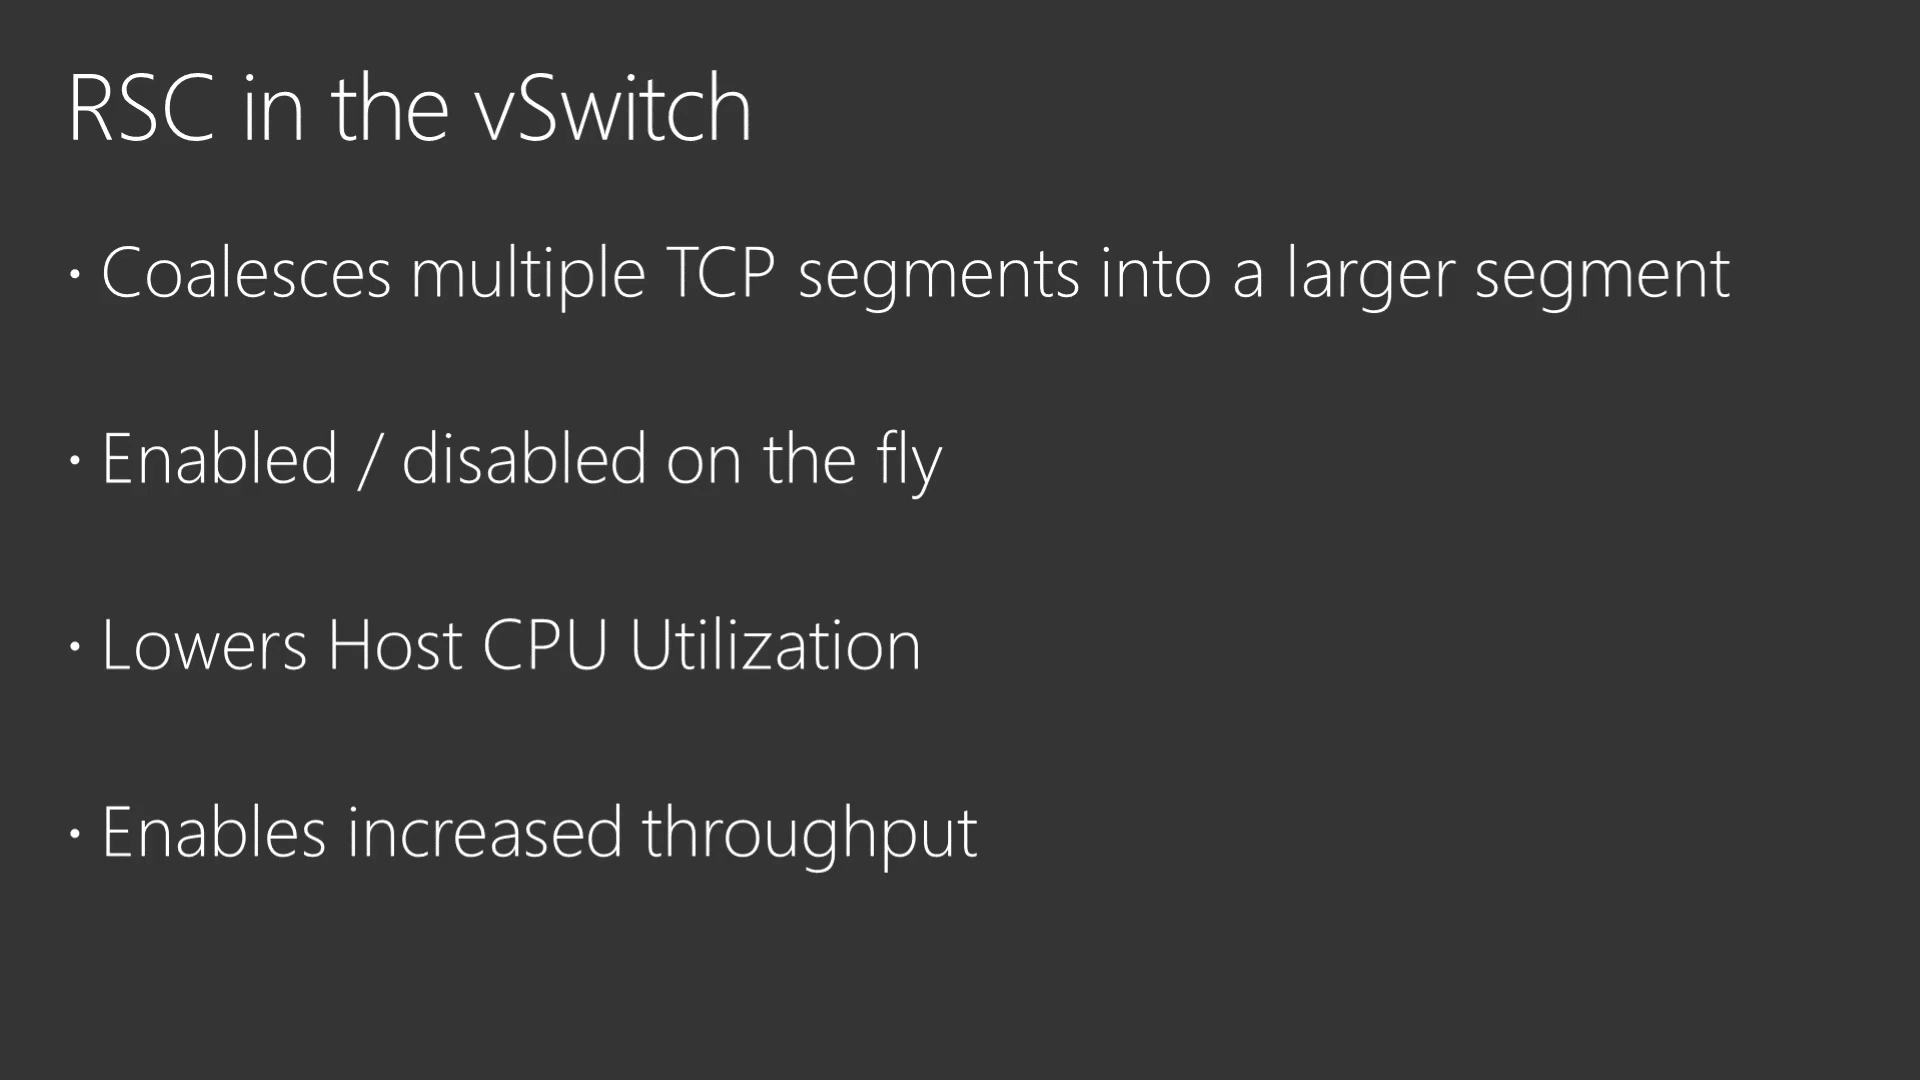 RSC in the vSwitch
· Coalesces multiple TCP segments into a larger segment
· Enabled / disabled on the fly
· Lowers Host CPU Utilization
· Enables increased throughput